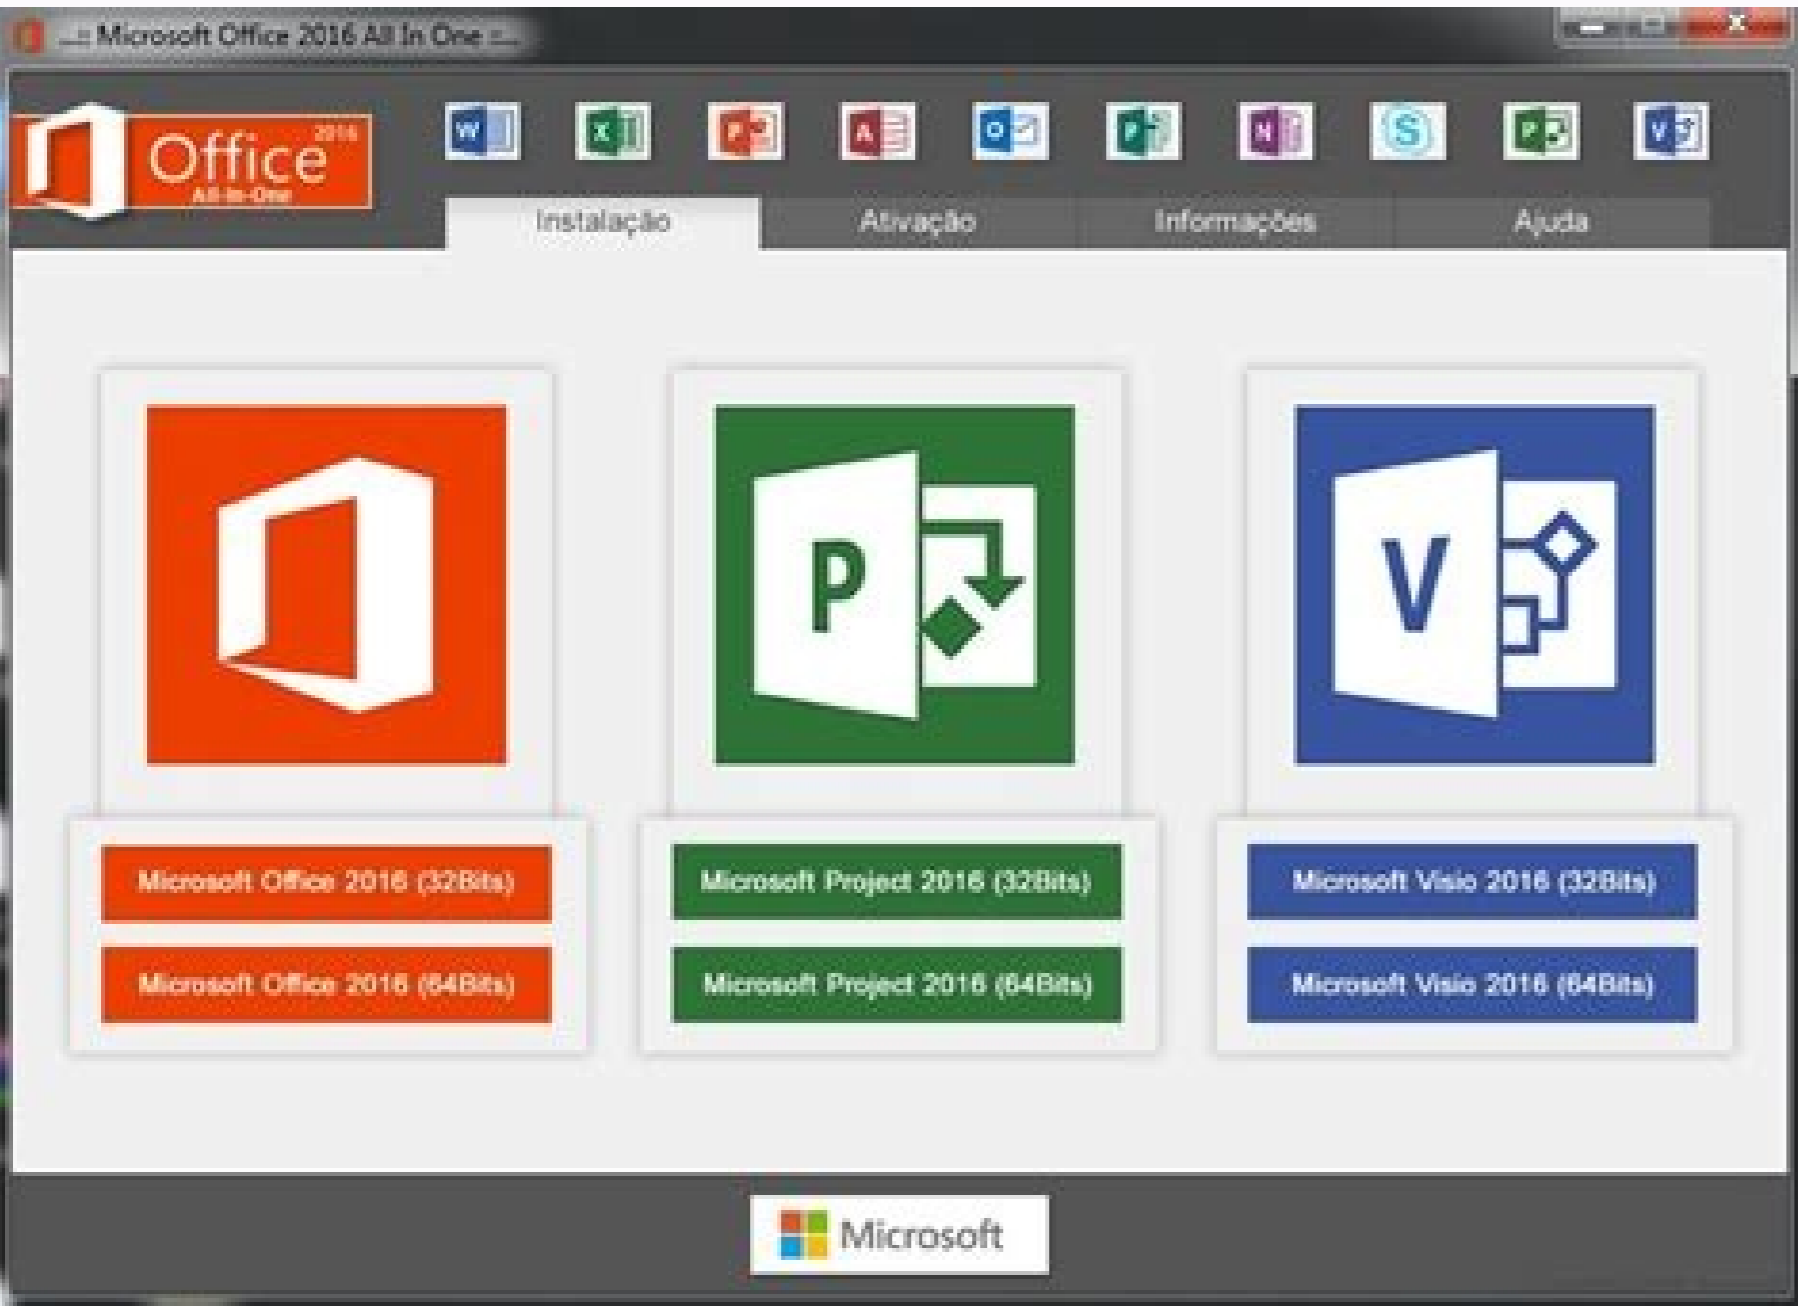 ...:: Microsoft Office 2016 All In One ::...
Office 2016
All-In-One
Instalação
Ativação
Informações
Ajuda
P
V
Microsoft Office 2016 (32Bits)
Microsoft Project 2016 (32Bits)
Microsoft Visio 2016 (32Bits)
Microsoft Office 2016 (64Bits)
Microsoft Project 2016 (64Bits)
Microsoft Visio 2016 (64Bits)
Microsoft